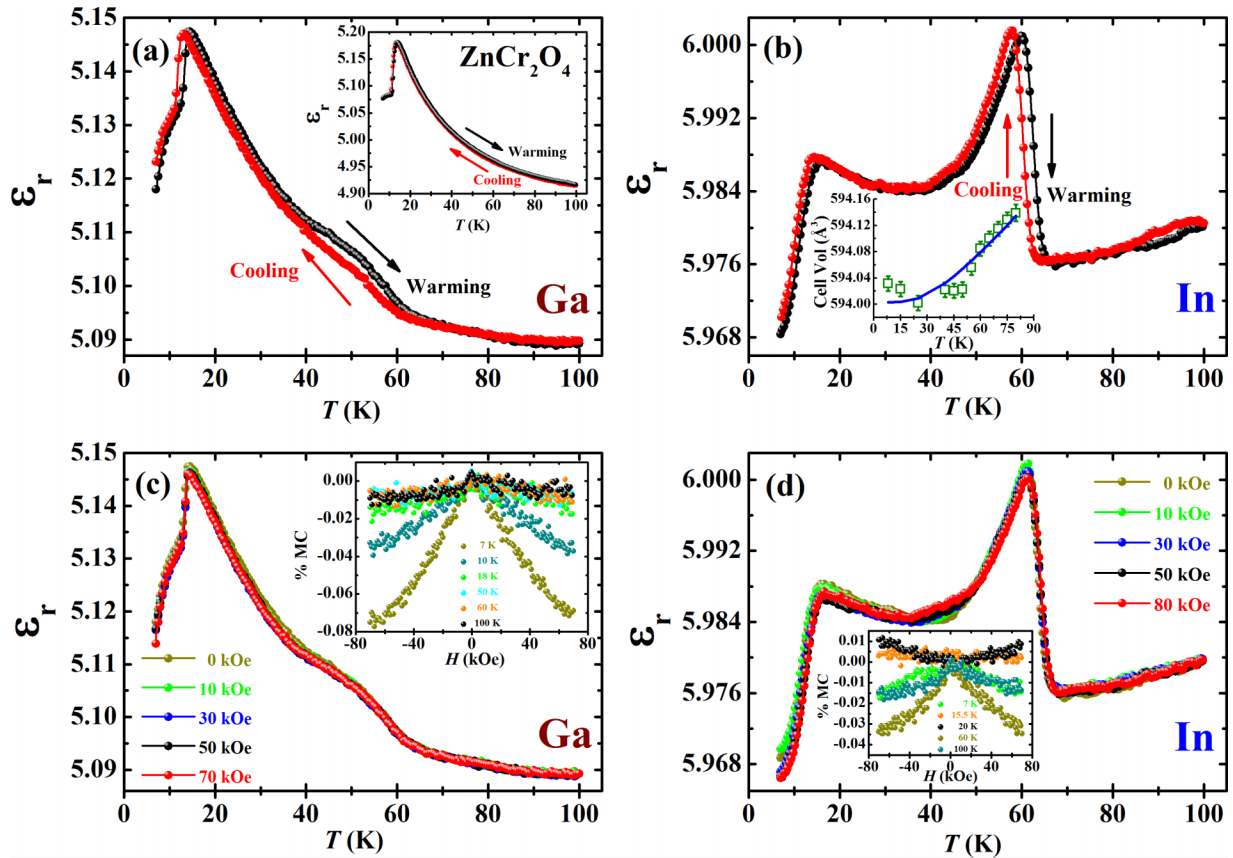 (a)
5.15
5.14
5.13
5.12
5.11
5.10
5.09
ε_r
0 20 40 60 80 100
T (K)
Cooling
Warming
Ga
ZnCr₂O₄
5.20
5.15
5.10
5.05
5.00
4.95
4.90
ε_r
Warming
Cooling
0 20 40 60 80 100
T (K)
(b)
6.000
5.992
5.984
5.976
5.968
ε_r
Cooling
Warming
In
0 20 40 60 80 100
T (K)
594.16
594.12
594.08
594.04
594.00
Cell Vol (Å³)
0 15 30 45 60 75 90
T (K)
(c)
5.15
5.14
5.13
5.12
5.11
5.10
5.09
ε_r
0 kOe
10 kOe
30 kOe
50 kOe
70 kOe
Ga
0 20 40 60 80 100
T (K)
0.00
-0.02
-0.04
-0.06
-0.08
% MC
7 K
10 K
18 K
50 K
60 K
100 K
-80 -40 0 40 80
H (kOe)
(d)
6.000
5.992
5.984
5.976
5.968
ε_r
0 kOe
10 kOe
30 kOe
50 kOe
80 kOe
In
0 20 40 60 80 100
T (K)
0.01
0.00
-0.01
-0.02
-0.03
-0.04
% MC
7 K
15.5 K
20 K
60 K
100 K
-80 -40 0 40 80
H (kOe)